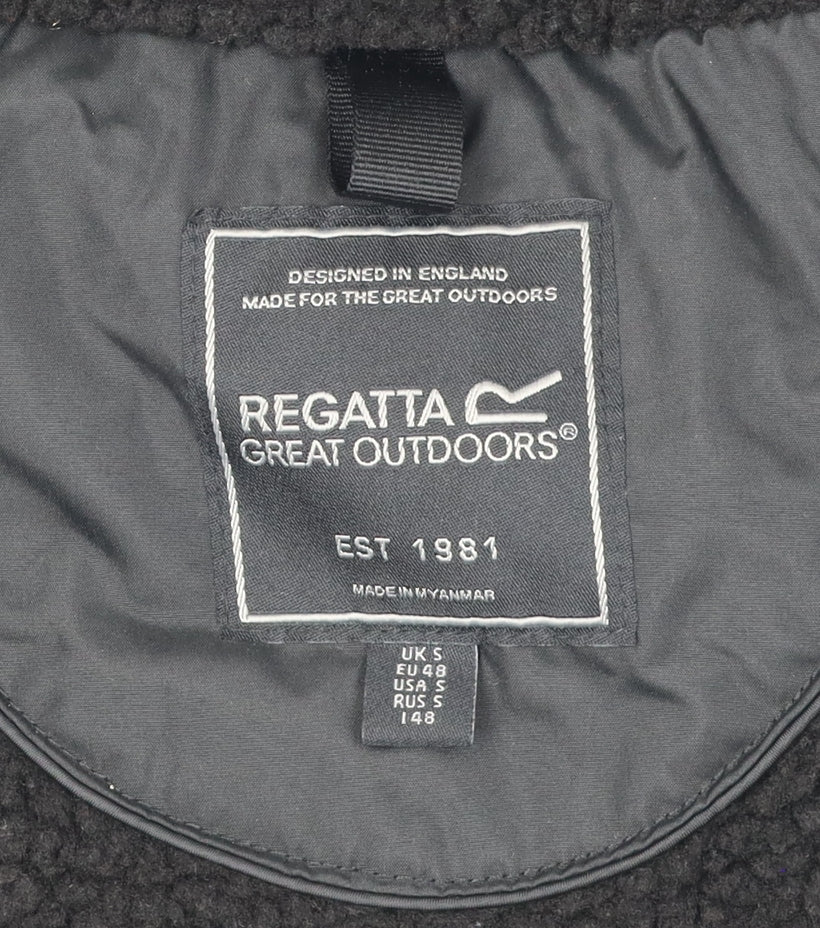 DESIGNED IN ENGLAND
MADE FOR THE GREAT OUTDOORS
REGATTA
GREAT OUTDOORS®
EST 1981
MADE IN MYANMAR
UK S
EU 48
USA S
RUS S
I 48